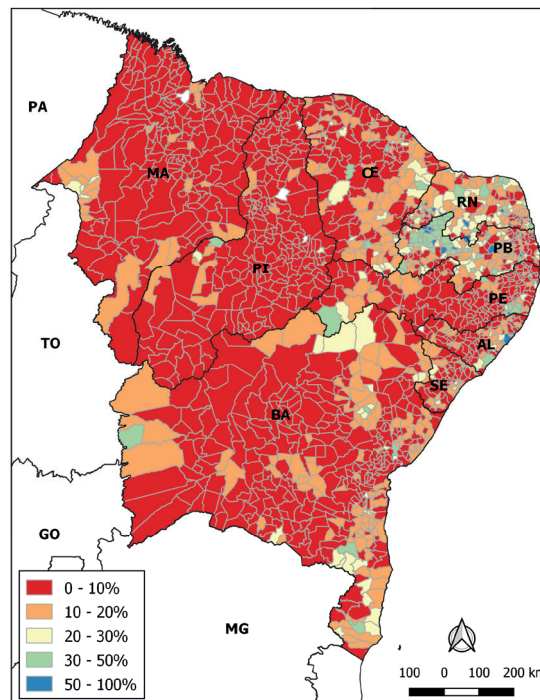 PA
MA
CE
RN
PB
PI
PE
TO
AL
SE
BA
GO
0 - 10%
10 - 20%
20 - 30%
30 - 50%
50 - 100%
MG
100 0 100 200 km